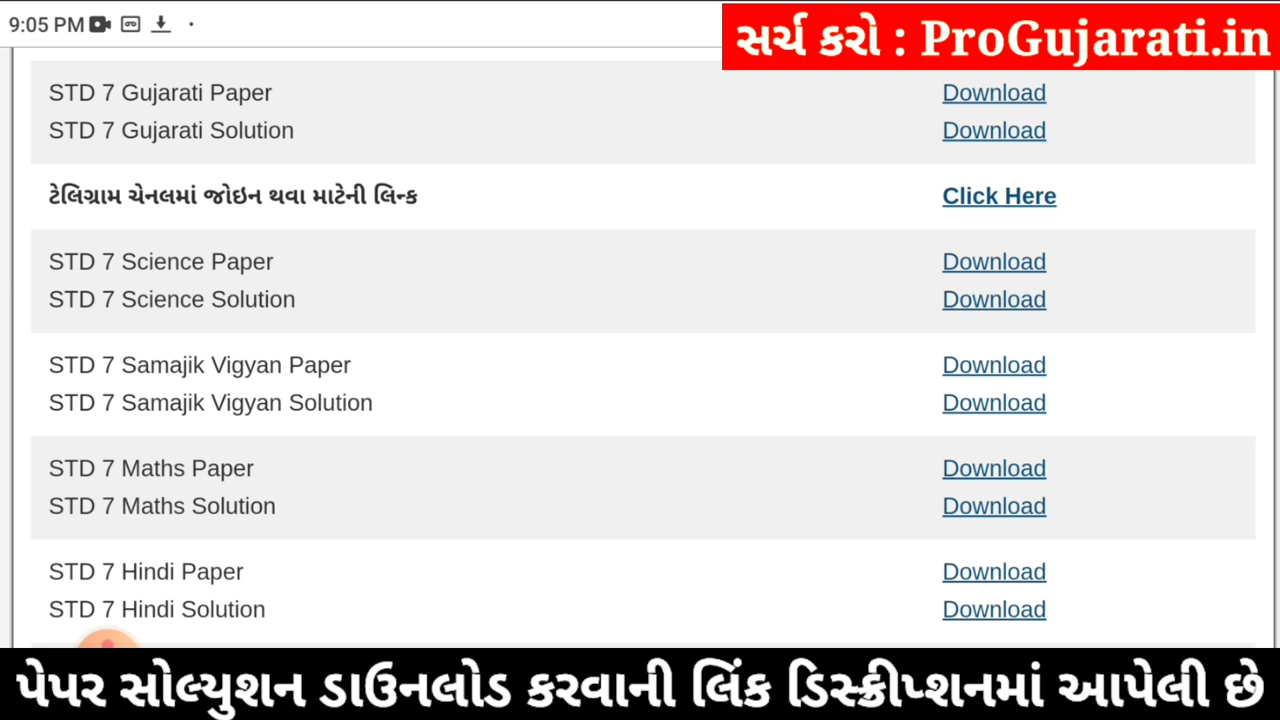 9:05 PM
સર્ચ કરો : ProGujarati.in
STD 7 Gujarati Paper Download
STD 7 Gujarati Solution Download
ટેલિગ્રામ ચેનલમાં જોઇન થવા માટેની લિન્ક Click Here
STD 7 Science Paper Download
STD 7 Science Solution Download
STD 7 Samajik Vigyan Paper Download
STD 7 Samajik Vigyan Solution Download
STD 7 Maths Paper Download
STD 7 Maths Solution Download
STD 7 Hindi Paper Download
STD 7 Hindi Solution Download
પેપર સોલ્યુશન ડાઉનલોડ કરવાની લિંક ડિસ્ક્રીપ્શનમાં આપેલી છે